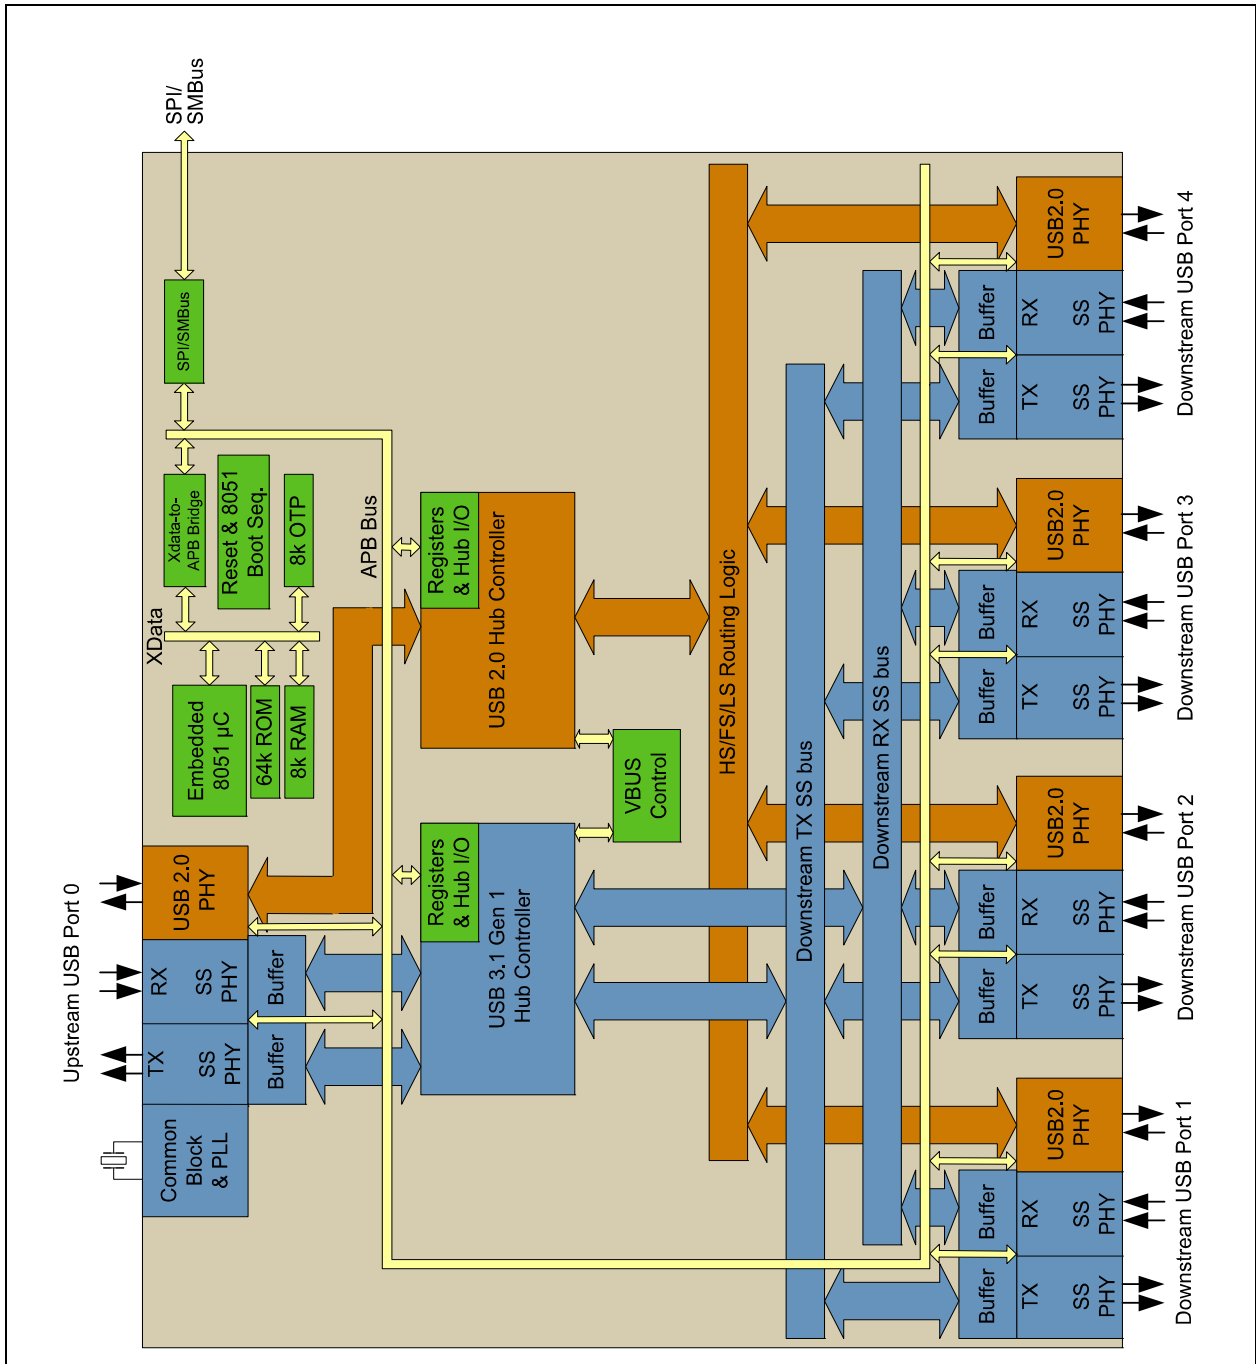 SPI/
SMBus
SPI/SMBus
Xdata-to-
APB Bridge
Reset & 8051
Boot Seq.
8k OTP
XData
Embedded
8051 µC
64k ROM
8k RAM
APB Bus
Upstream USB Port 0
USB 2.0
PHY
RX
SS
PHY
Buffer
TX
SS
PHY
Buffer
Common
Block
& PLL
Registers
& Hub I/O
USB 2.0 Hub Controller
Registers
& Hub I/O
USB 3.1 Gen 1
Hub Controller
VBUS
Control
HS/FS/LS Routing Logic
Downstream TX SS bus
Downstream RX SS bus
USB2.0
PHY
Buffer
RX
SS
PHY
Buffer
TX
SS
PHY
Downstream USB Port 4
USB2.0
PHY
Buffer
RX
SS
PHY
Buffer
TX
SS
PHY
Downstream USB Port 3
USB2.0
PHY
Buffer
RX
SS
PHY
Buffer
TX
SS
PHY
Downstream USB Port 2
USB2.0
PHY
Buffer
RX
SS
PHY
Buffer
TX
SS
PHY
Downstream USB Port 1